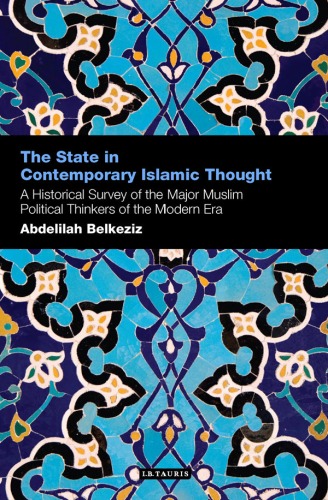 The State in
Contemporary Islamic Thought
A Historical Survey of the Major Muslim
Political Thinkers of the Modern Era
Abdelilah Belkeziz
I.B.TAURIS